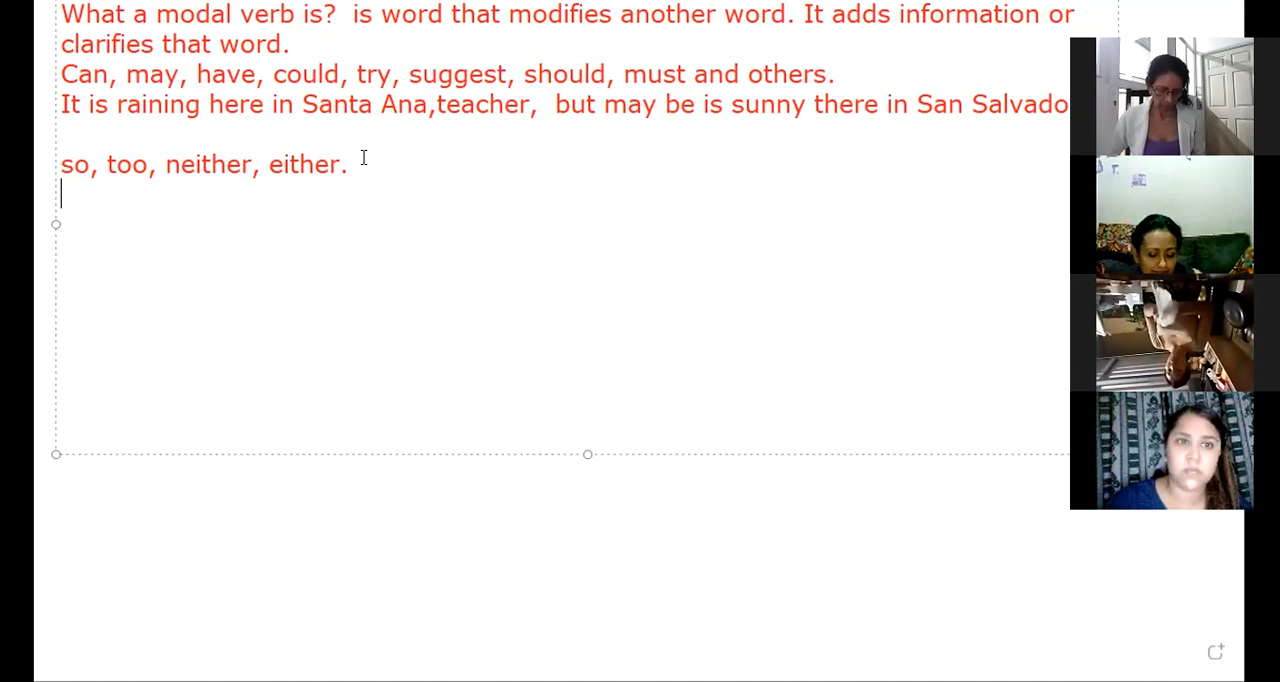 What a modal verb is?  is word that modifies another word. It adds information or
clarifies that word.
Can, may, have, could, try, suggest, should, must and others.
It is raining here in Santa Ana,teacher,  but may be is sunny there in San Salvado
so, too, neither, either.